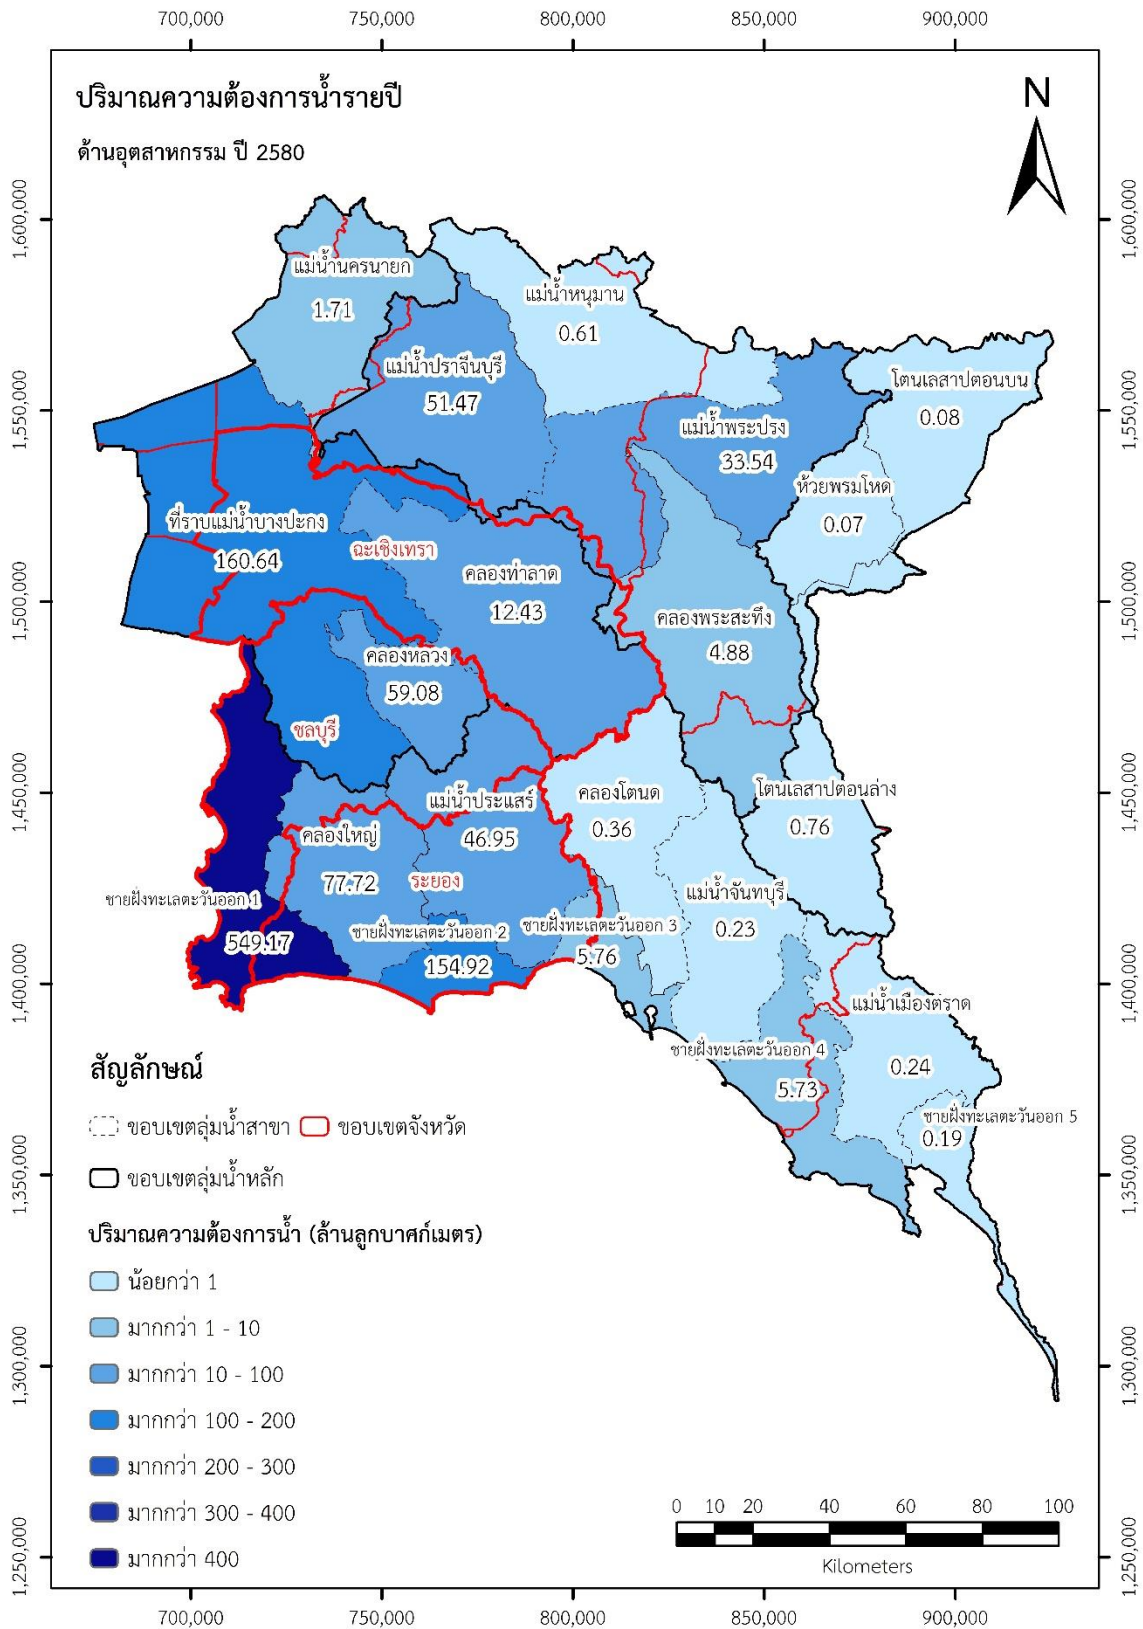 700,000 750,000 800,000 850,000 900,000
ปริมาณความต้องการน้ำรายปี
ด้านอุตสาหกรรม ปี 2580
N
1,600,000 1,600,000
1,550,000 1,550,000
1,500,000 1,500,000
1,450,000 1,450,000
1,400,000 1,400,000
1,350,000 1,350,000
1,300,000 1,300,000
1,250,000 1,250,000
แม่น้ำนครนายก
1.71
แม่น้ำหนุมาน
0.61
แม่น้ำปราจีนบุรี
51.47
โตนเลสาปตอนบน
0.08
แม่น้ำพระปรง
33.54
ห้วยพรมโหด
0.07
ที่ราบแม่น้ำบางปะกง
160.64
ฉะเชิงเทรา
คลองท่าลาด
12.43
คลองพระสะทึง
4.88
คลองหลวง
59.08
ชลบุรี
แม่น้ำประแสร์
46.95
คลองโตนด
0.36
โตนเลสาปตอนล่าง
0.76
คลองใหญ่
77.72
ระยอง
แม่น้ำจันทบุรี
0.23
ชายฝั่งทะเลตะวันออก 1
549.17
ชายฝั่งทะเลตะวันออก 2
154.92
ชายฝั่งทะเลตะวันออก 3
5.76
แม่น้ำเมืองตราด
0.24
ชายฝั่งทะเลตะวันออก 4
5.73
ชายฝั่งทะเลตะวันออก 5
0.19
สัญลักษณ์
ขอบเขตลุ่มน้ำสาขา ขอบเขตจังหวัด
ขอบเขตลุ่มน้ำหลัก
ปริมาณความต้องการน้ำ (ล้านลูกบาศก์เมตร)
น้อยกว่า 1
มากกว่า 1 - 10
มากกว่า 10 - 100
มากกว่า 100 - 200
มากกว่า 200 - 300
มากกว่า 300 - 400
มากกว่า 400
0 10 20 40 60 80 100
Kilometers
700,000 750,000 800,000 850,000 900,000